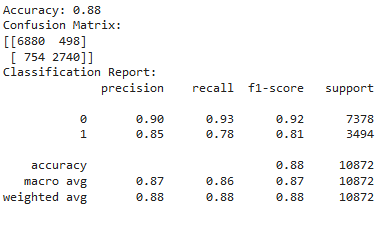 Accuracy: 0.88
Confusion Matrix:
[[6880  498]
 [ 754 2740]]
Classification Report:
              precision    recall  f1-score   support
           0       0.90      0.93      0.92      7378
           1       0.85      0.78      0.81      3494
    accuracy                           0.88     10872
   macro avg       0.87      0.86      0.87     10872
weighted avg       0.88      0.88      0.88     10872